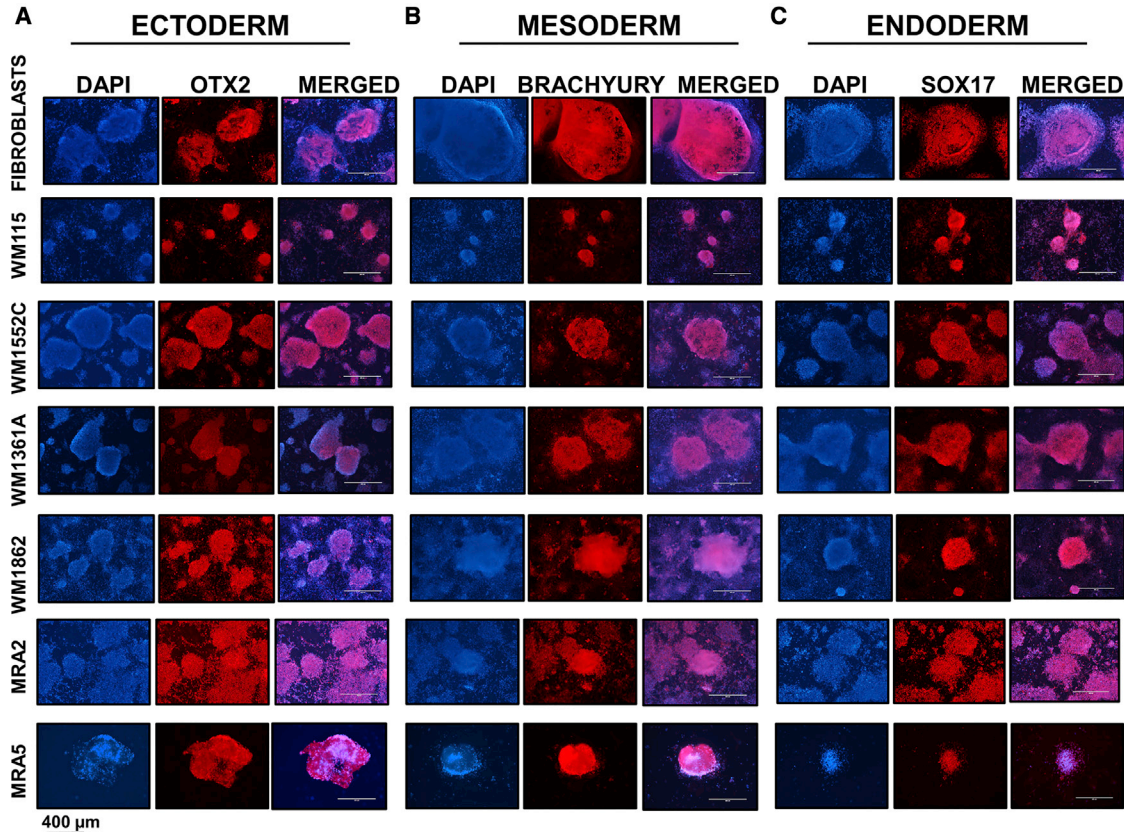 A ECTODERM B MESODERM C ENDODERM
DAPI OTX2 MERGED DAPI BRACHYURY MERGED DAPI SOX17 MERGED
FIBROBLASTS
WM115
WM1552C
WM1361A
WM1862
MRA2
MRA5
400 µm